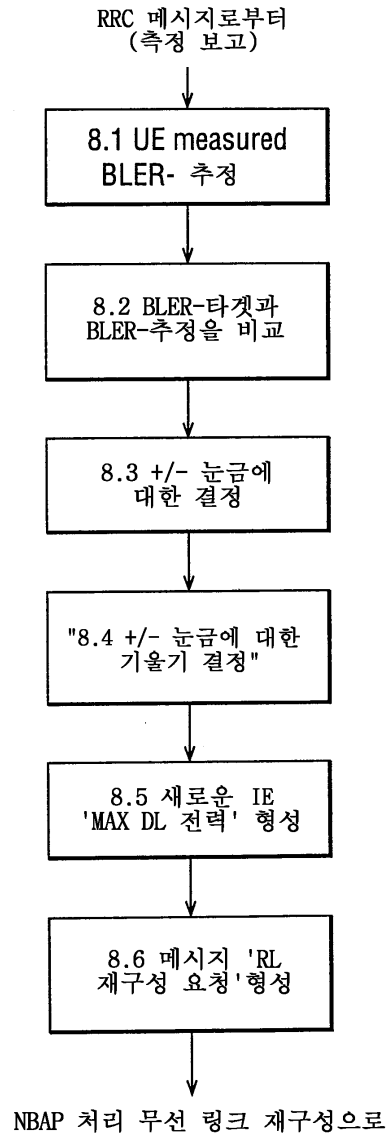 RRC 메시지로부터
(측정 보고)
8.1 UE measured
BLER- 추정
8.2 BLER-타겟과
BLER-추정을 비교
8.3 +/- 눈금에
대한 결정
"8.4 +/- 눈금에 대한
기울기 결정"
8.5 새로운 IE
'MAX DL 전력' 형성
8.6 메시지 'RL
재구성 요청'형성
NBAP 처리 무선 링크 재구성으로